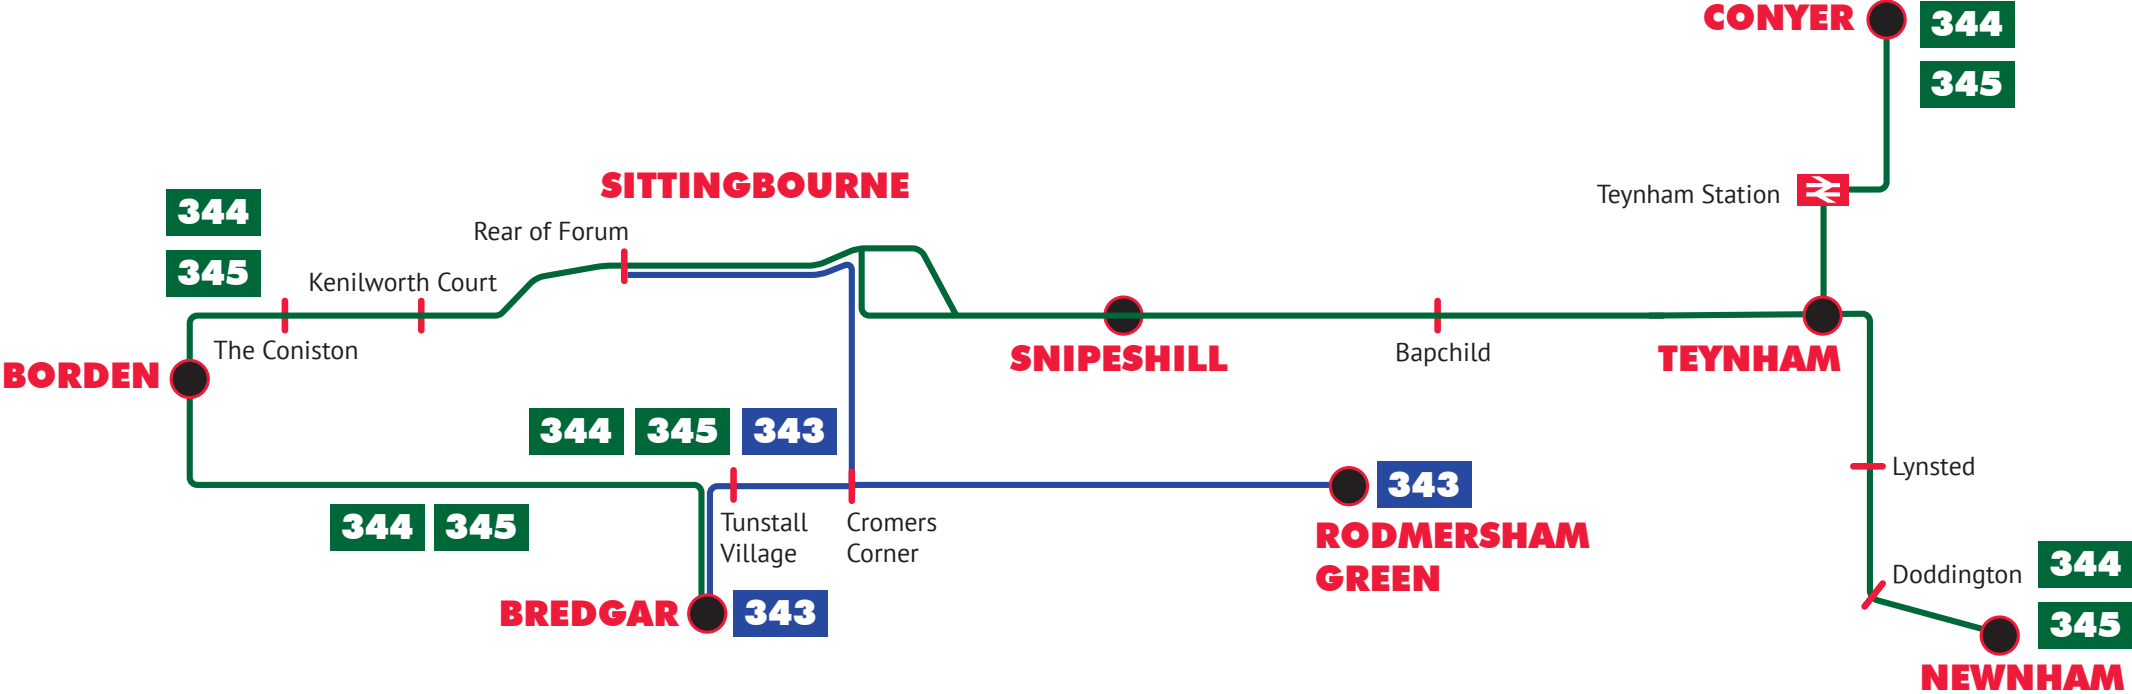 CONYER
344
345
SITTINGBOURNE
Teynham Station
344
345
Rear of Forum
Kenilworth Court
The Coniston
BORDEN
SNIPESHILL
Bapchild
TEYNHAM
344 345 343
Lynsted
343
344 345
Tunstall
Village
Cromers
Corner
RODMERSHAM
GREEN
Doddington
344
345
BREDGAR
343
NEWNHAM